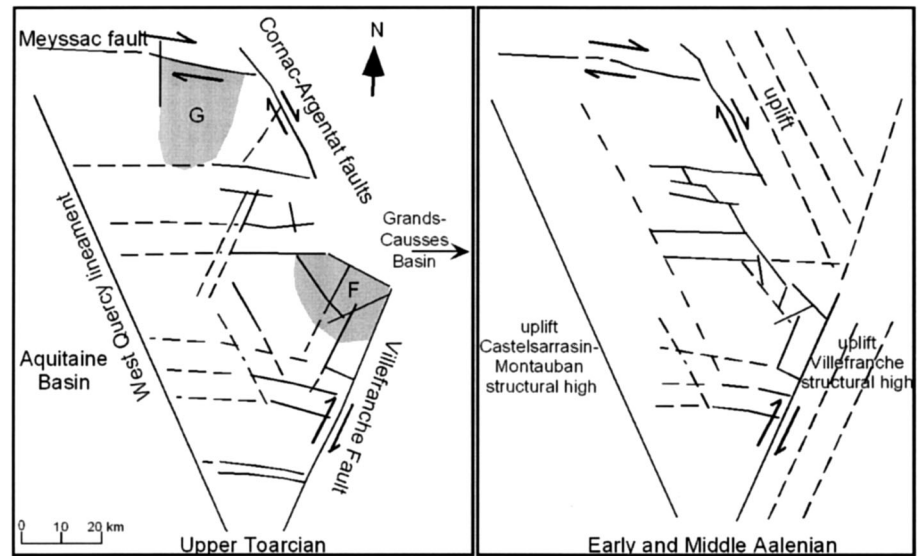 Meyssac fault
N
G
Cornac-Argentat faults
Grands-
Causses
Basin
F
West Quercy lineament
Aquitaine
Basin
Villefranche Fault
0 10 20 km
Upper Toarcian
uplift
uplift
Castelsarrasin-
Montauban
structural high
uplift
Villefranche
structural high
Early and Middle Aalenian